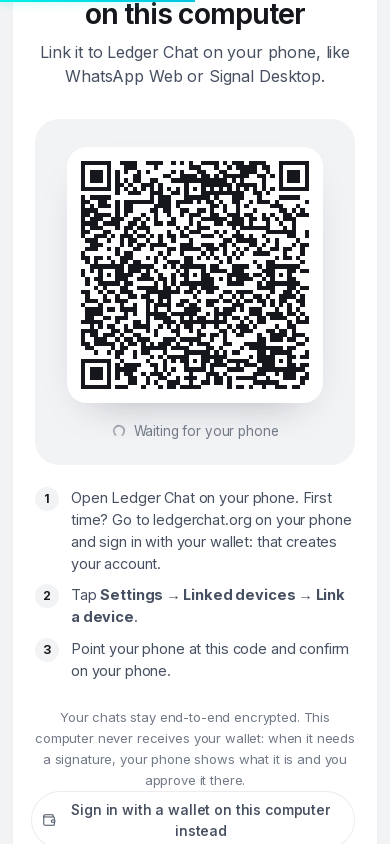 on this computer
Link it to Ledger Chat on your phone, like
WhatsApp Web or Signal Desktop.
Waiting for your phone
1 Open Ledger Chat on your phone. First
time? Go to ledgerchat.org on your phone
and sign in with your wallet: that creates
your account.
2 Tap Settings → Linked devices → Link
a device.
3 Point your phone at this code and confirm
on your phone.
Your chats stay end-to-end encrypted. This
computer never receives your wallet: when it needs
a signature, your phone shows what it is and you
approve it there.
Sign in with a wallet on this computer
instead